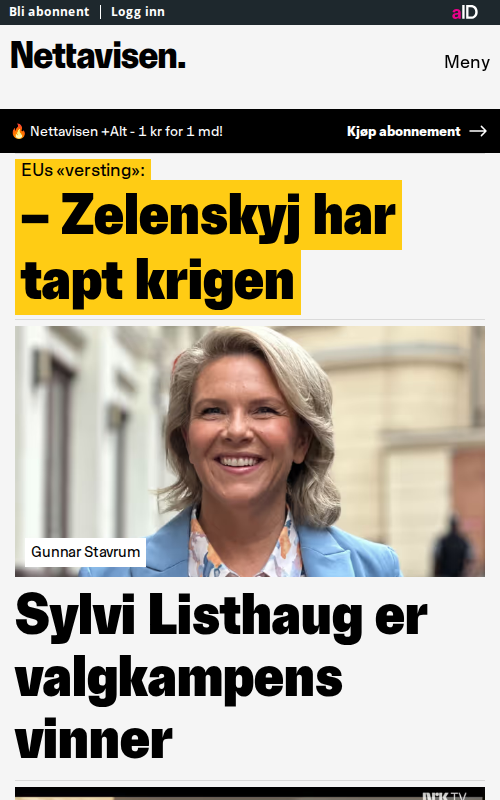 Bli abonnent | Logg inn
aID
Nettavisen.
Meny
🔥 Nettavisen +Alt - 1 kr for 1 md!
Kjøp abonnement →
EUs «versting»:
– Zelenskyj har
tapt krigen
Gunnar Stavrum
Sylvi Listhaug er
valgkampens
vinner
NRK TV